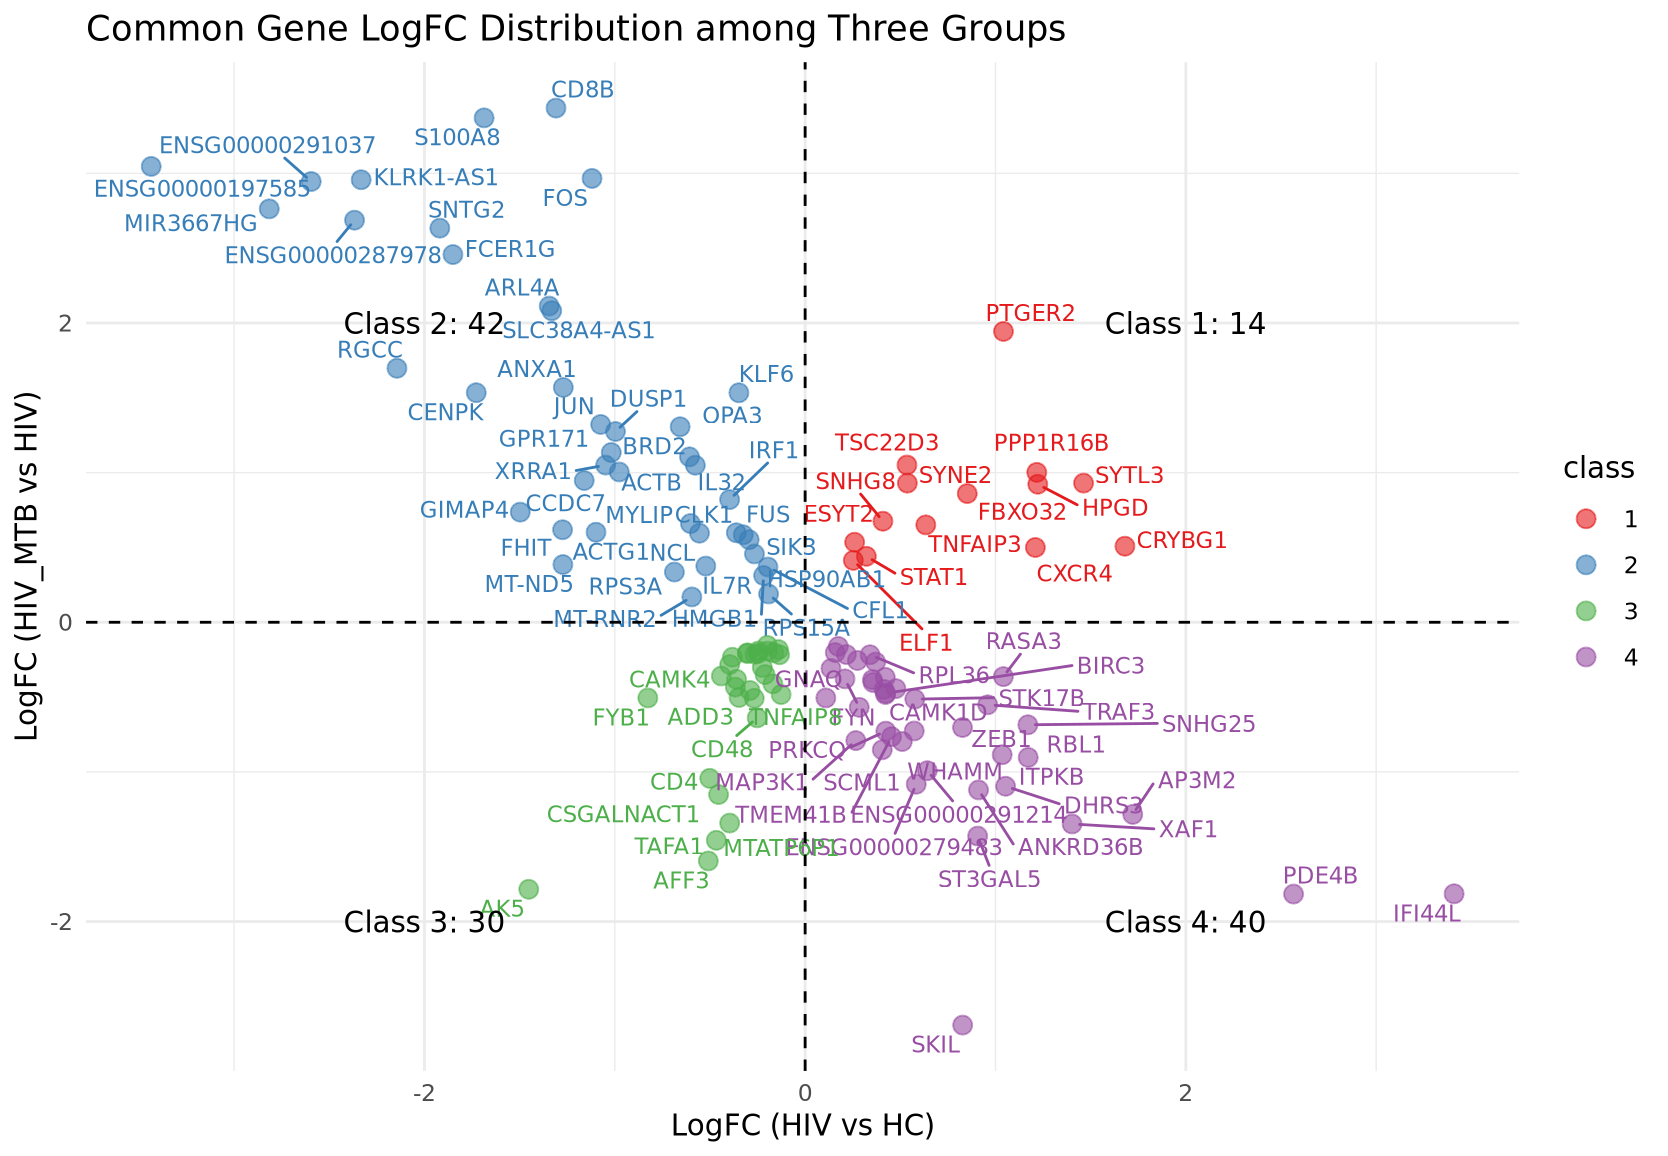 Common Gene LogFC Distribution among Three Groups
CD8B
S100A8
ENSG00000291037
ENSG00000197585
KLRK1-AS1
FOS
MIR3667HG
SNTG2
ENSG00000287978
FCER1G
ARL4A
SLC38A4-AS1
Class 2: 42
RGCC
ANXA1
KLF6
CENPK
JUN
DUSP1
OPA3
GPR171
BRD2
IRF1
XRRA1
ACTB
IL32
GIMAP4
CCDC7
MYLIP
CLK1
FUS
FHIT
ACTG1
NCL
SIK3
MT-ND5
RPS3A
IL7R
HSP90AB1
MT-RNR2
HMGB1
CFL1
RPS15A
PTGER2
Class 1: 14
TSC22D3
PPP1R16B
SNHG8
SYNE2
SYTL3
ESYT2
FBXO32
HPGD
TNFAIP3
CRYBG1
STAT1
CXCR4
ELF1
CAMK4
FYB1
ADD3
TNFAIP8
CD48
CD4
CSGALNACT1
TAFA1
MTATP6P1
AFF3
AK5
Class 3: 30
RASA3
RPL36
BIRC3
GNAQ
STK17B
FYN
CAMK1D
TRAF3
SNHG25
PRKCQ
ZEB1
RBL1
MAP3K1
SCML1
WHAMM
ITPKB
AP3M2
TMEM41B
ENSG00000291214
DHRS3
XAF1
ENSG00000279483
ANKRD36B
ST3GAL5
PDE4B
IFI44L
Class 4: 40
SKIL
2
0
-2
-2
0
2
LogFC (HIV vs HC)
LogFC (HIV_MTB vs HIV)
class
1
2
3
4